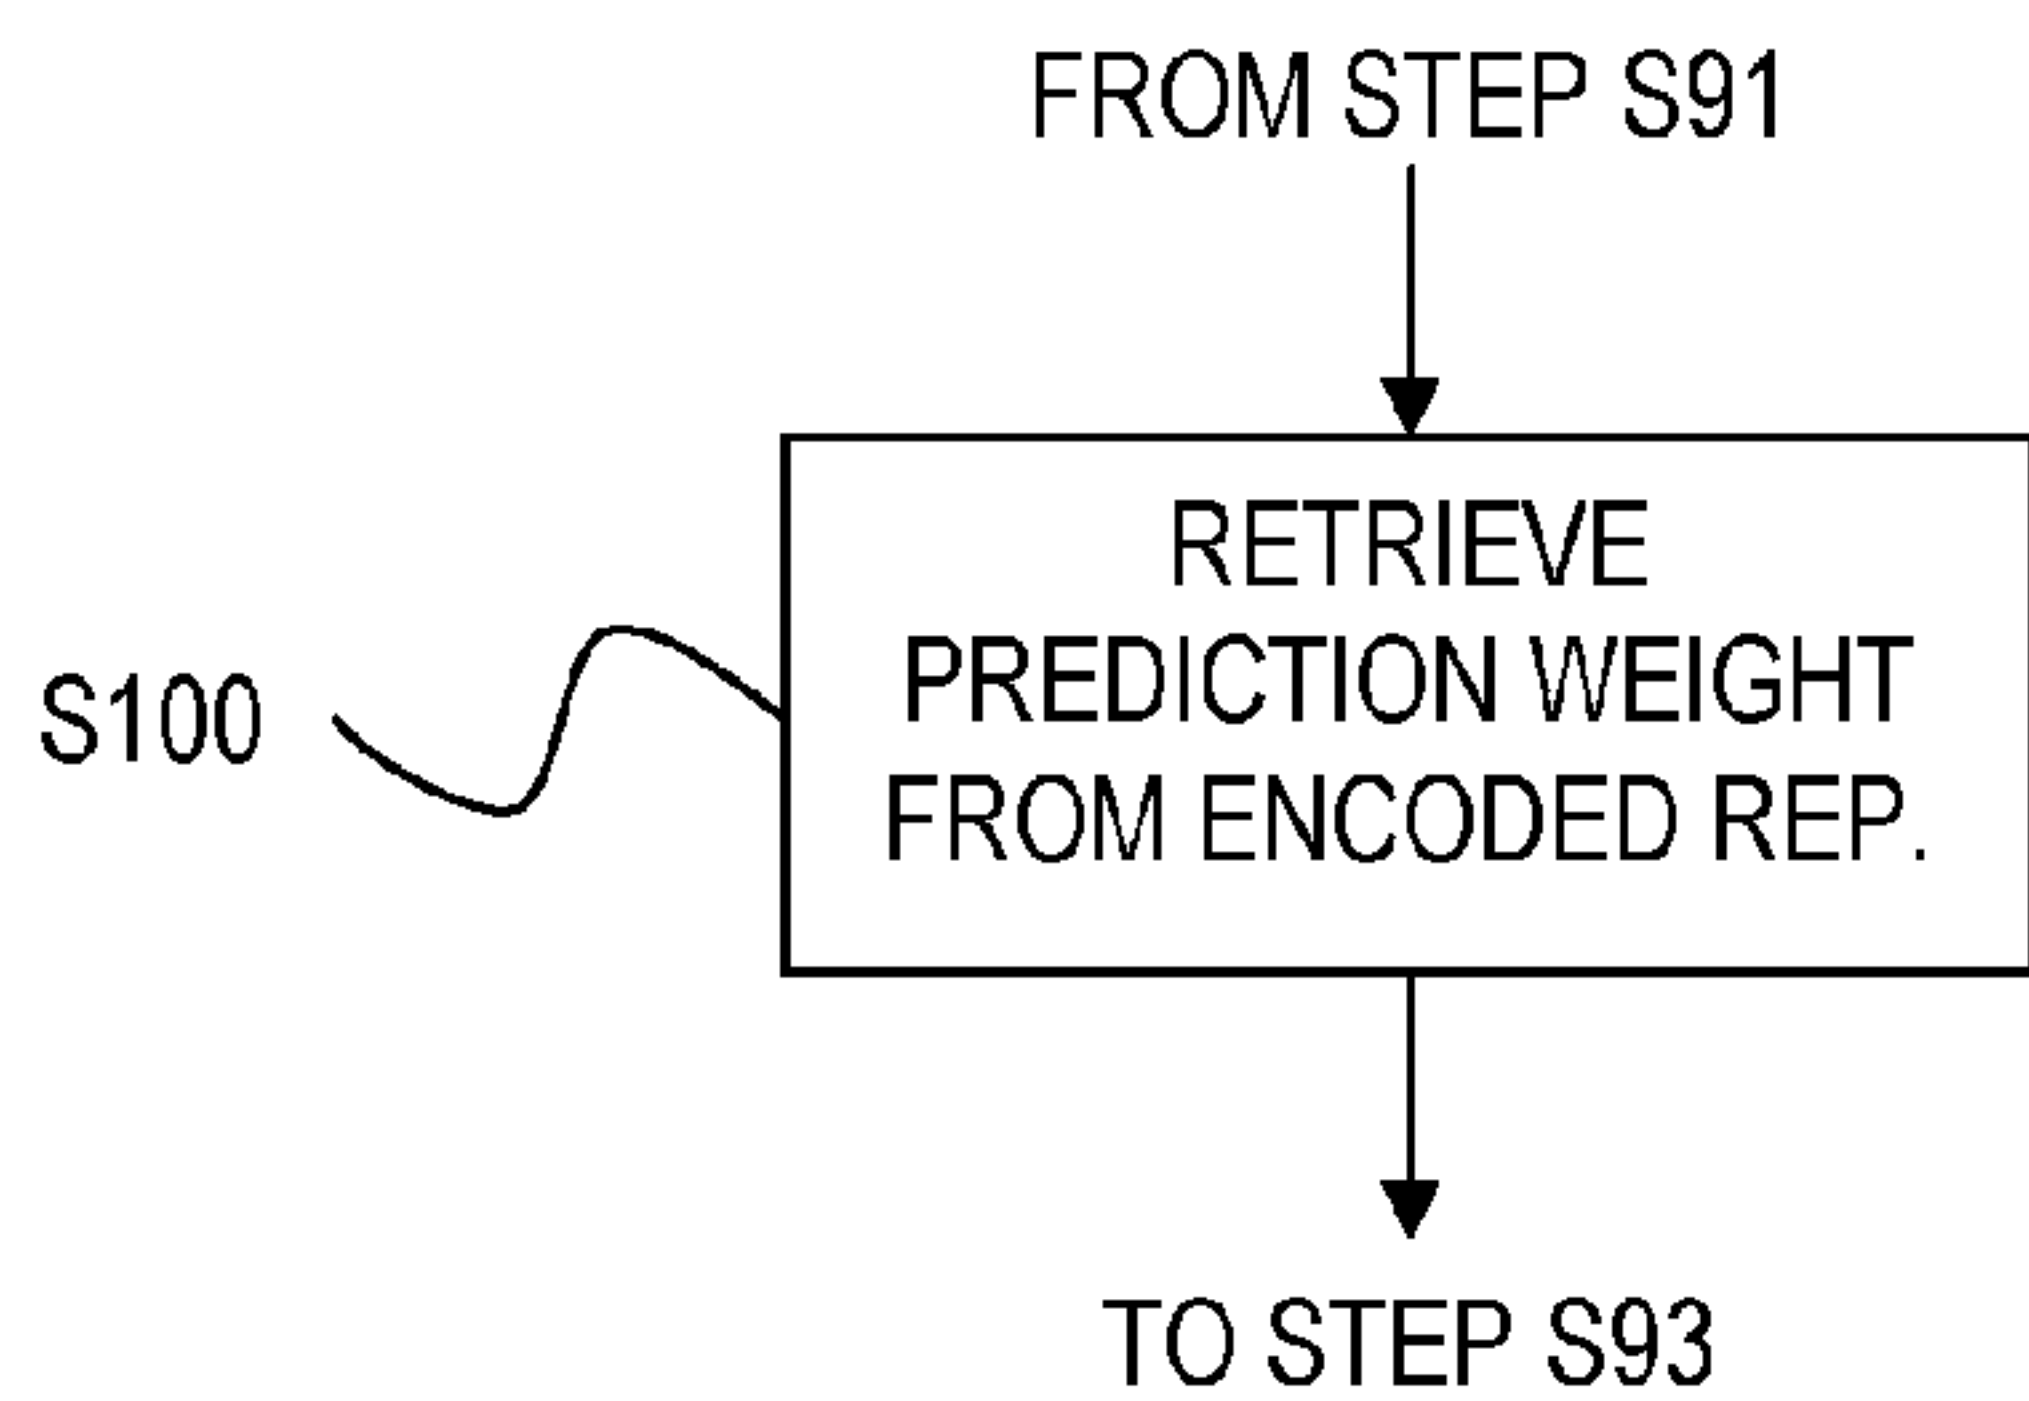 FROM STEP S91
RETRIEVE
PREDICTION WEIGHT
FROM ENCODED REP.
S100
TO STEP S93